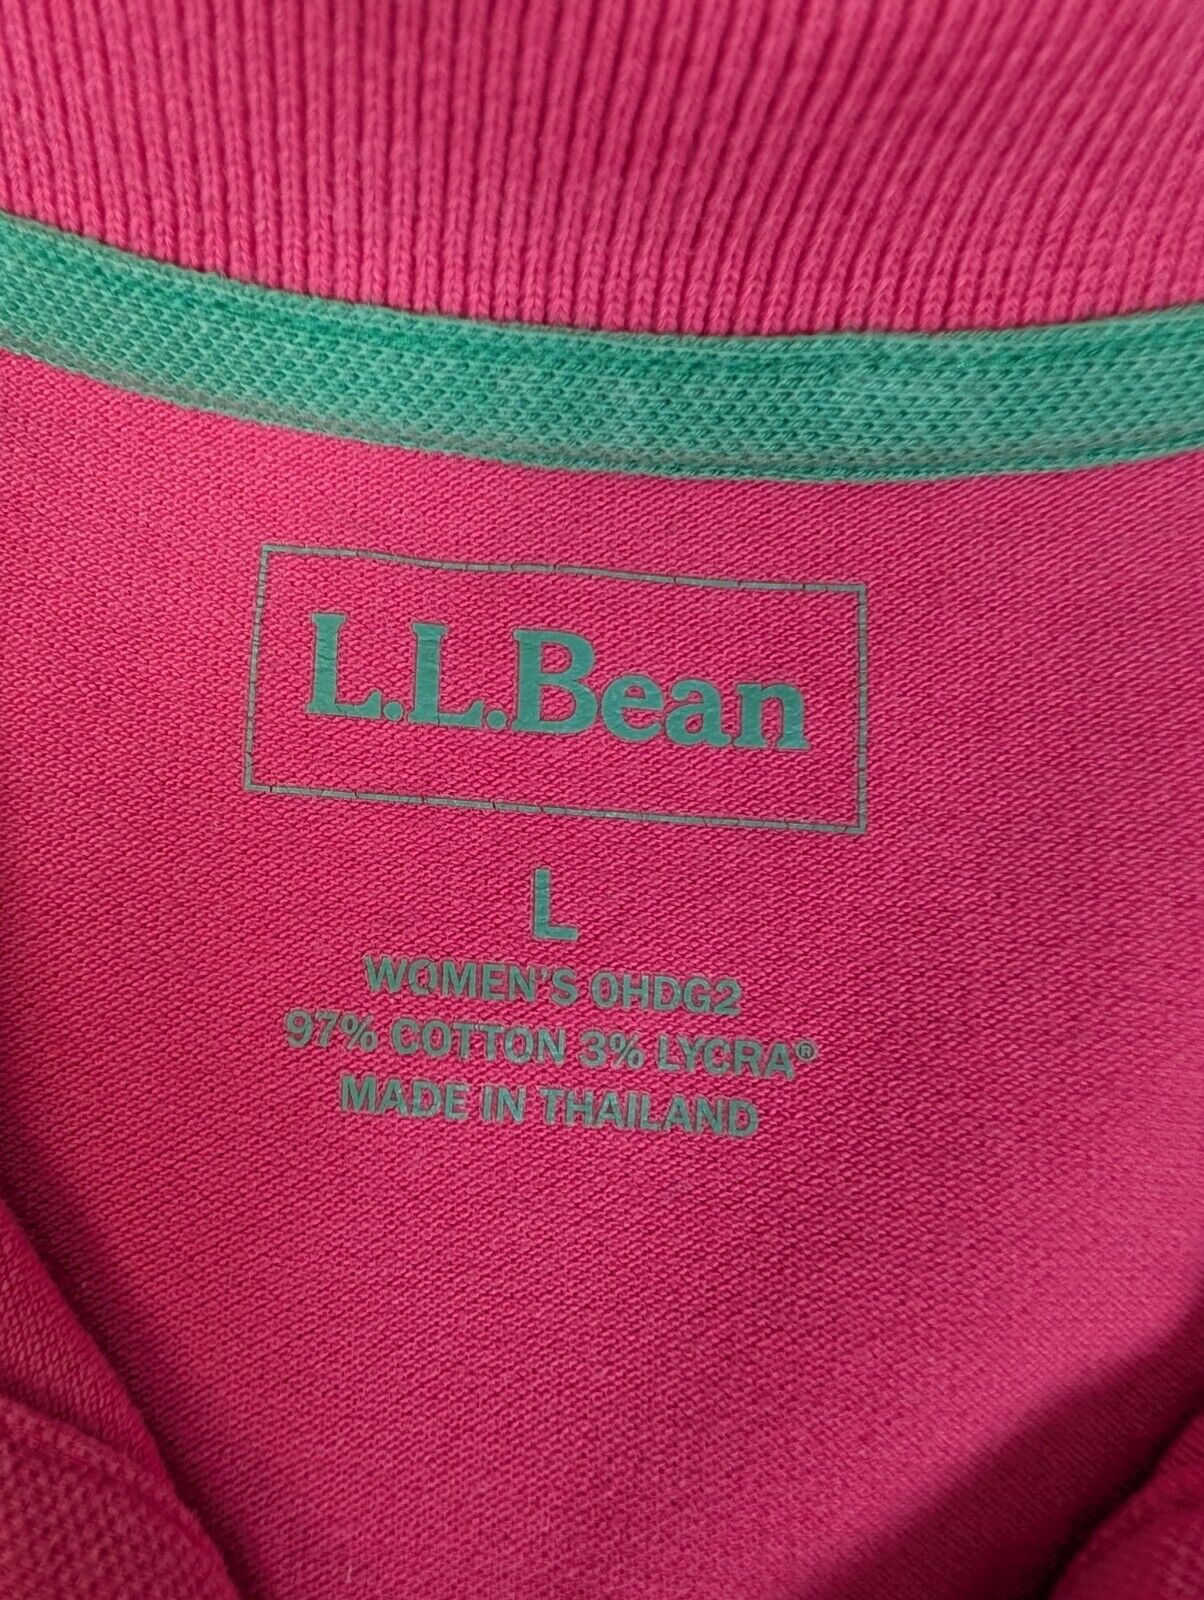 L.L.Bean
L
WOMEN'S 0HDG2
97% COTTON 3% LYCRA®
MADE IN THAILAND